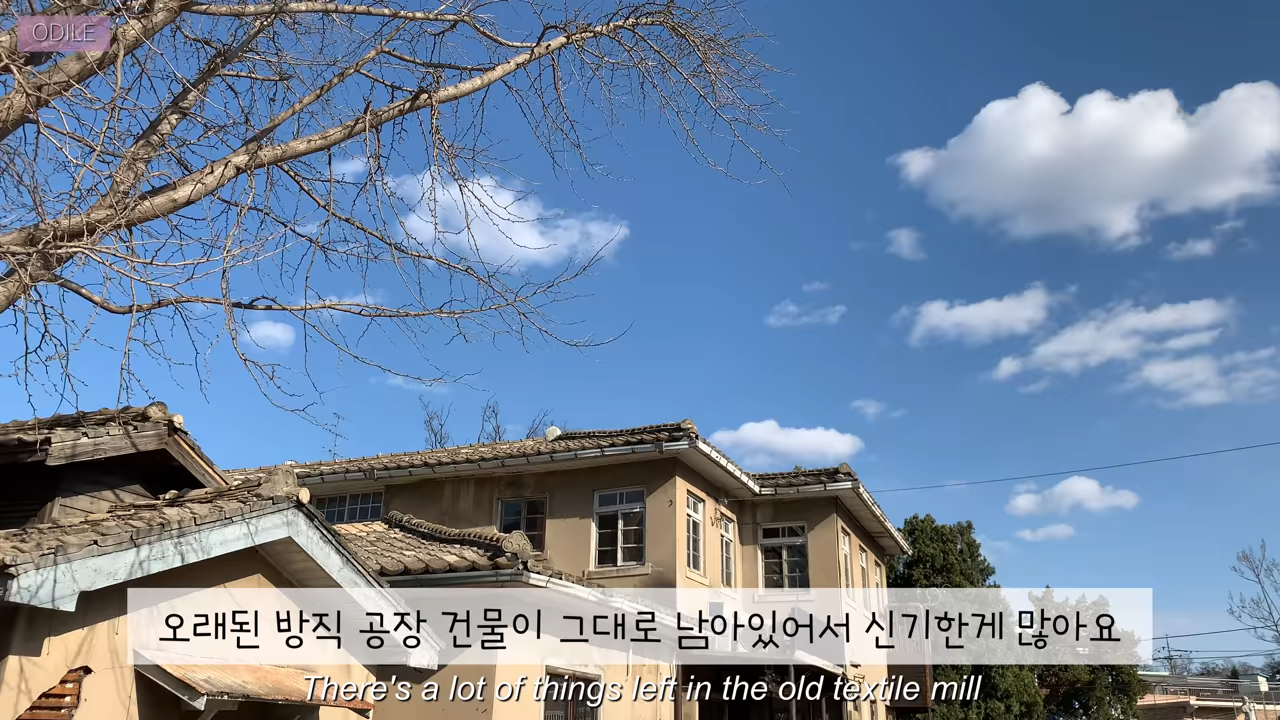 ODILE
오래된 방직 공장 건물이 그대로 남아있어서 신기한게 많아요
There's a lot of things left in the old textile mill